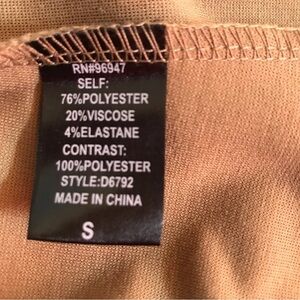 RN#96947
SELF:
76%POLYESTER
20%VISCOSE
4%ELASTANE
CONTRAST:
100%POLYESTER
STYLE:D6792
MADE IN CHINA
S